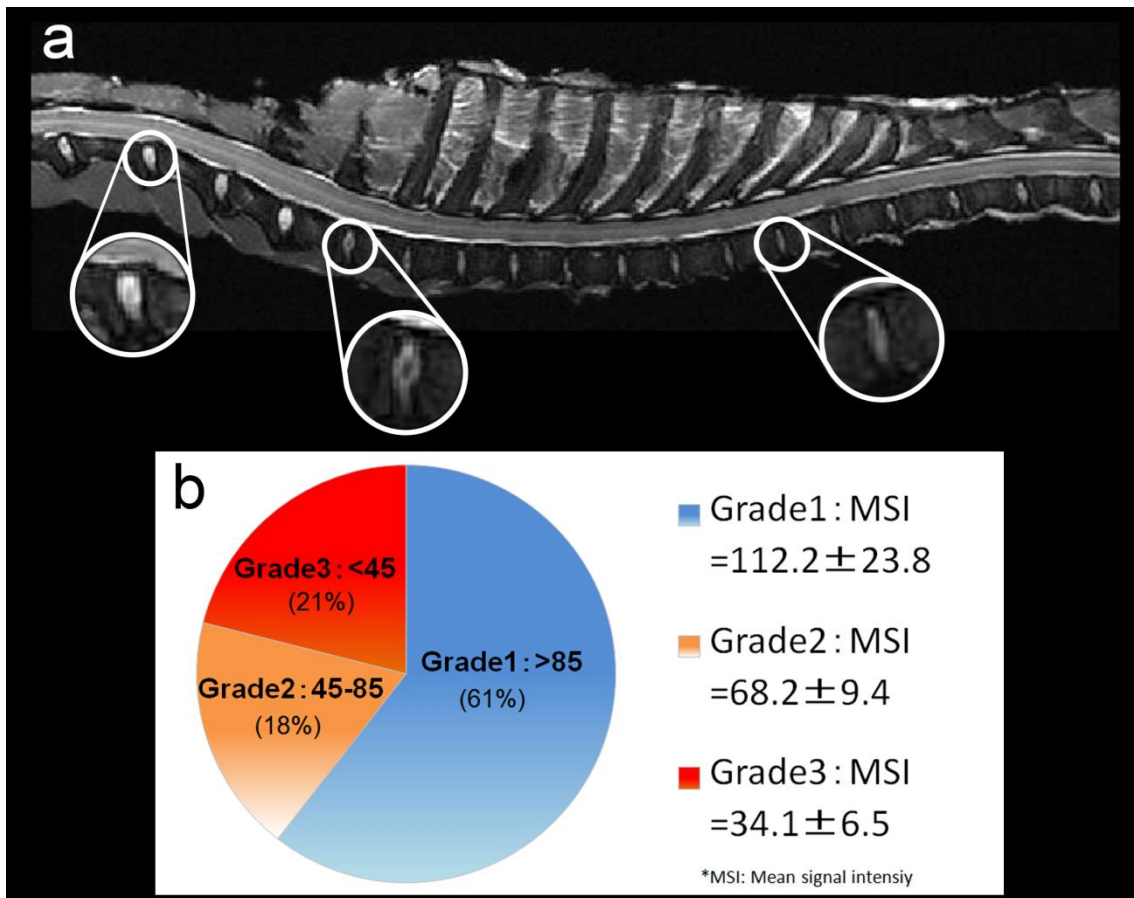 a
b
Grade3：<45
(21%)
Grade1：>85
(61%)
Grade2：45-85
(18%)
Grade1：MSI
=112.2±23.8
Grade2：MSI
=68.2±9.4
Grade3：MSI
=34.1±6.5
*MSI: Mean signal intensiy